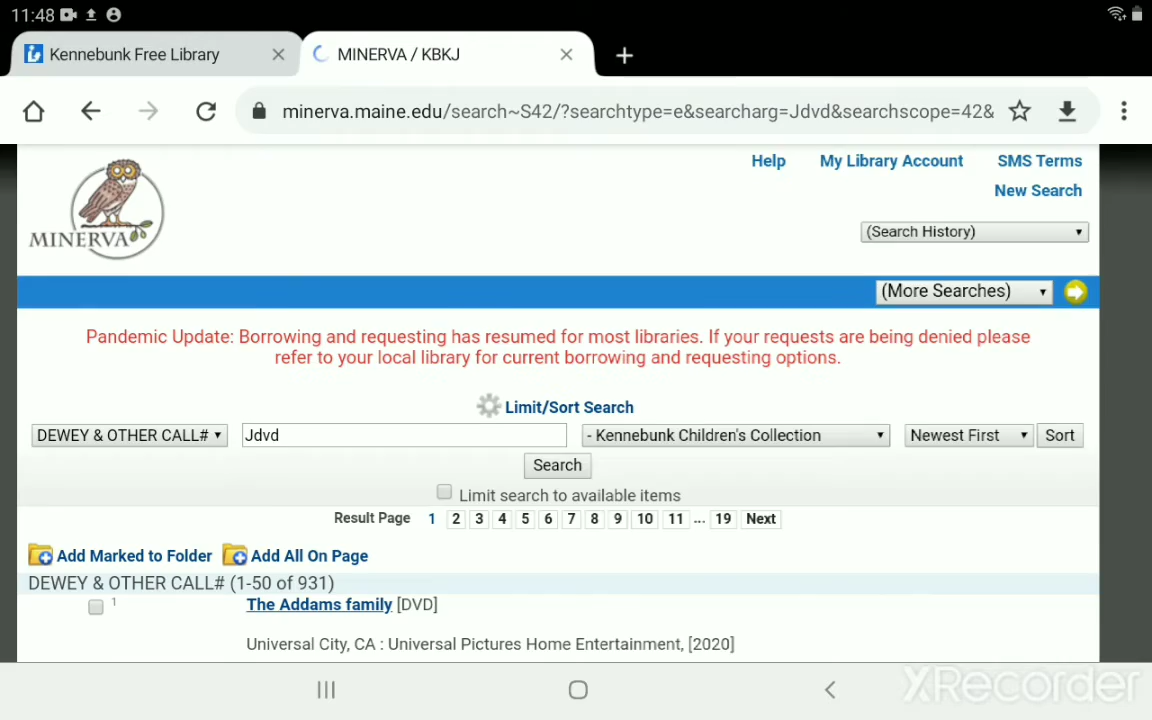 11:48
Kennebunk Free Library
MINERVA / KBKJ
minerva.maine.edu/search~S42/?searchtype=e&searcharg=Jdvd&searchscope=42&
Help My Library Account SMS Terms
New Search
MINERVA
(Search History)
(More Searches)
Pandemic Update: Borrowing and requesting has resumed for most libraries. If your requests are being denied please
refer to your local library for current borrowing and requesting options.
Limit/Sort Search
DEWEY & OTHER CALL# Jdvd - Kennebunk Children's Collection Newest First Sort
Search
Limit search to available items
Result Page 1 2 3 4 5 6 7 8 9 10 11 ... 19 Next
Add Marked to Folder Add All On Page
DEWEY & OTHER CALL# (1-50 of 931)
1 The Addams family [DVD]
Universal City, CA : Universal Pictures Home Entertainment, [2020]
XRecorder